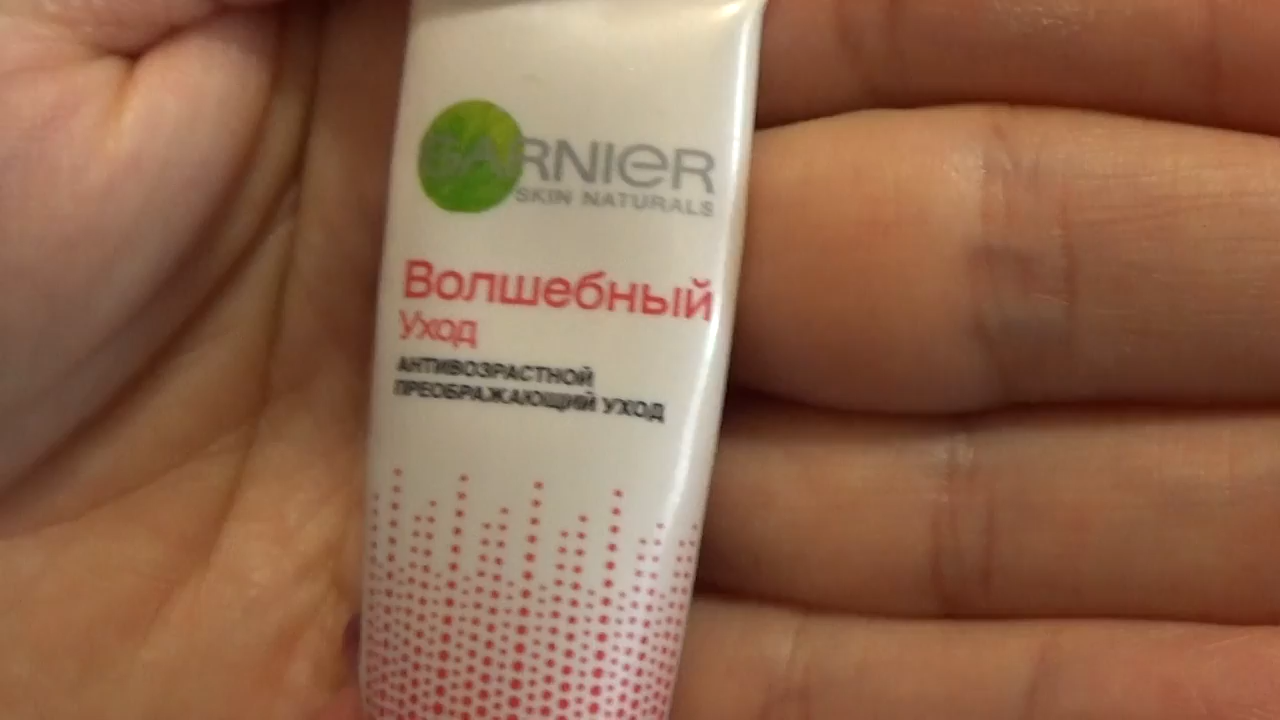 GARNIER
SKIN NATURALS
Волшебный
Уход
АНТИВОЗРАСТНОЙ
ПРЕОБРАЖАЮЩИЙ УХОД